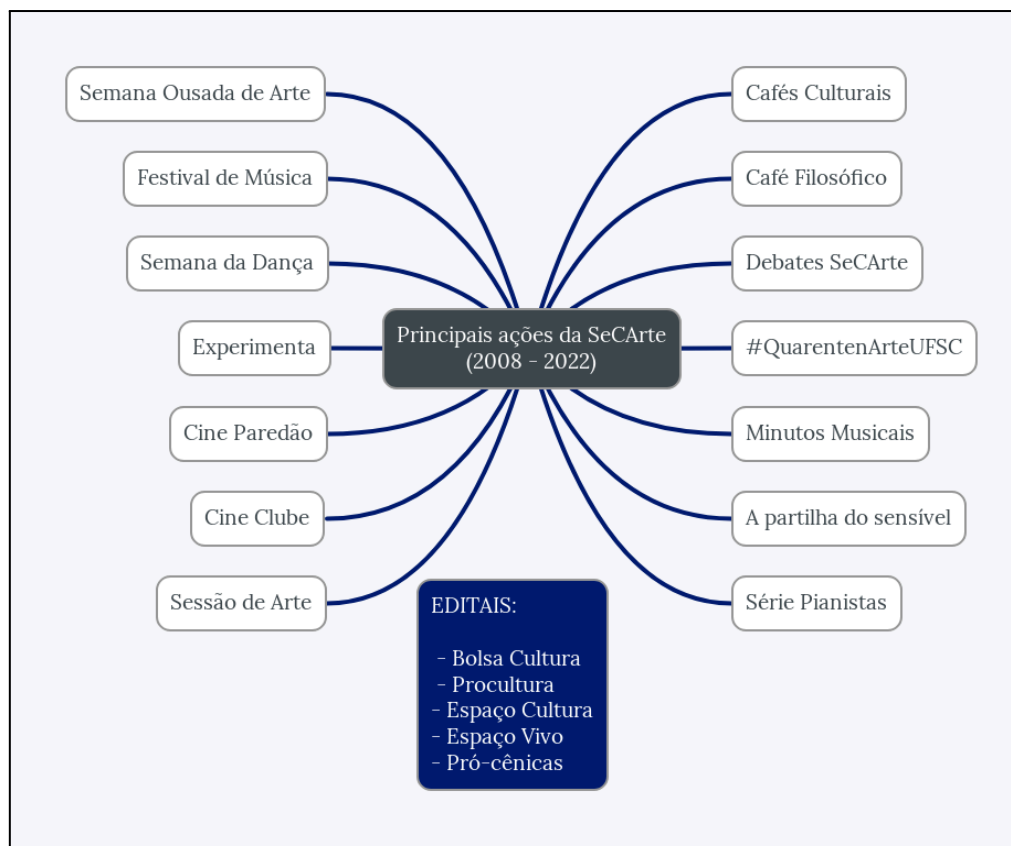 Semana Ousada de Arte
Festival de Música
Semana da Dança
Experimenta
Cine Paredão
Cine Clube
Sessão de Arte
Principais ações da SeCArte
(2008 - 2022)
Cafés Culturais
Café Filosófico
Debates SeCArte
#QuarentenArteUFSC
Minutos Musicais
A partilha do sensível
Série Pianistas
EDITAIS:
- Bolsa Cultura
- Procultura
- Espaço Cultura
- Espaço Vivo
- Pró-cênicas